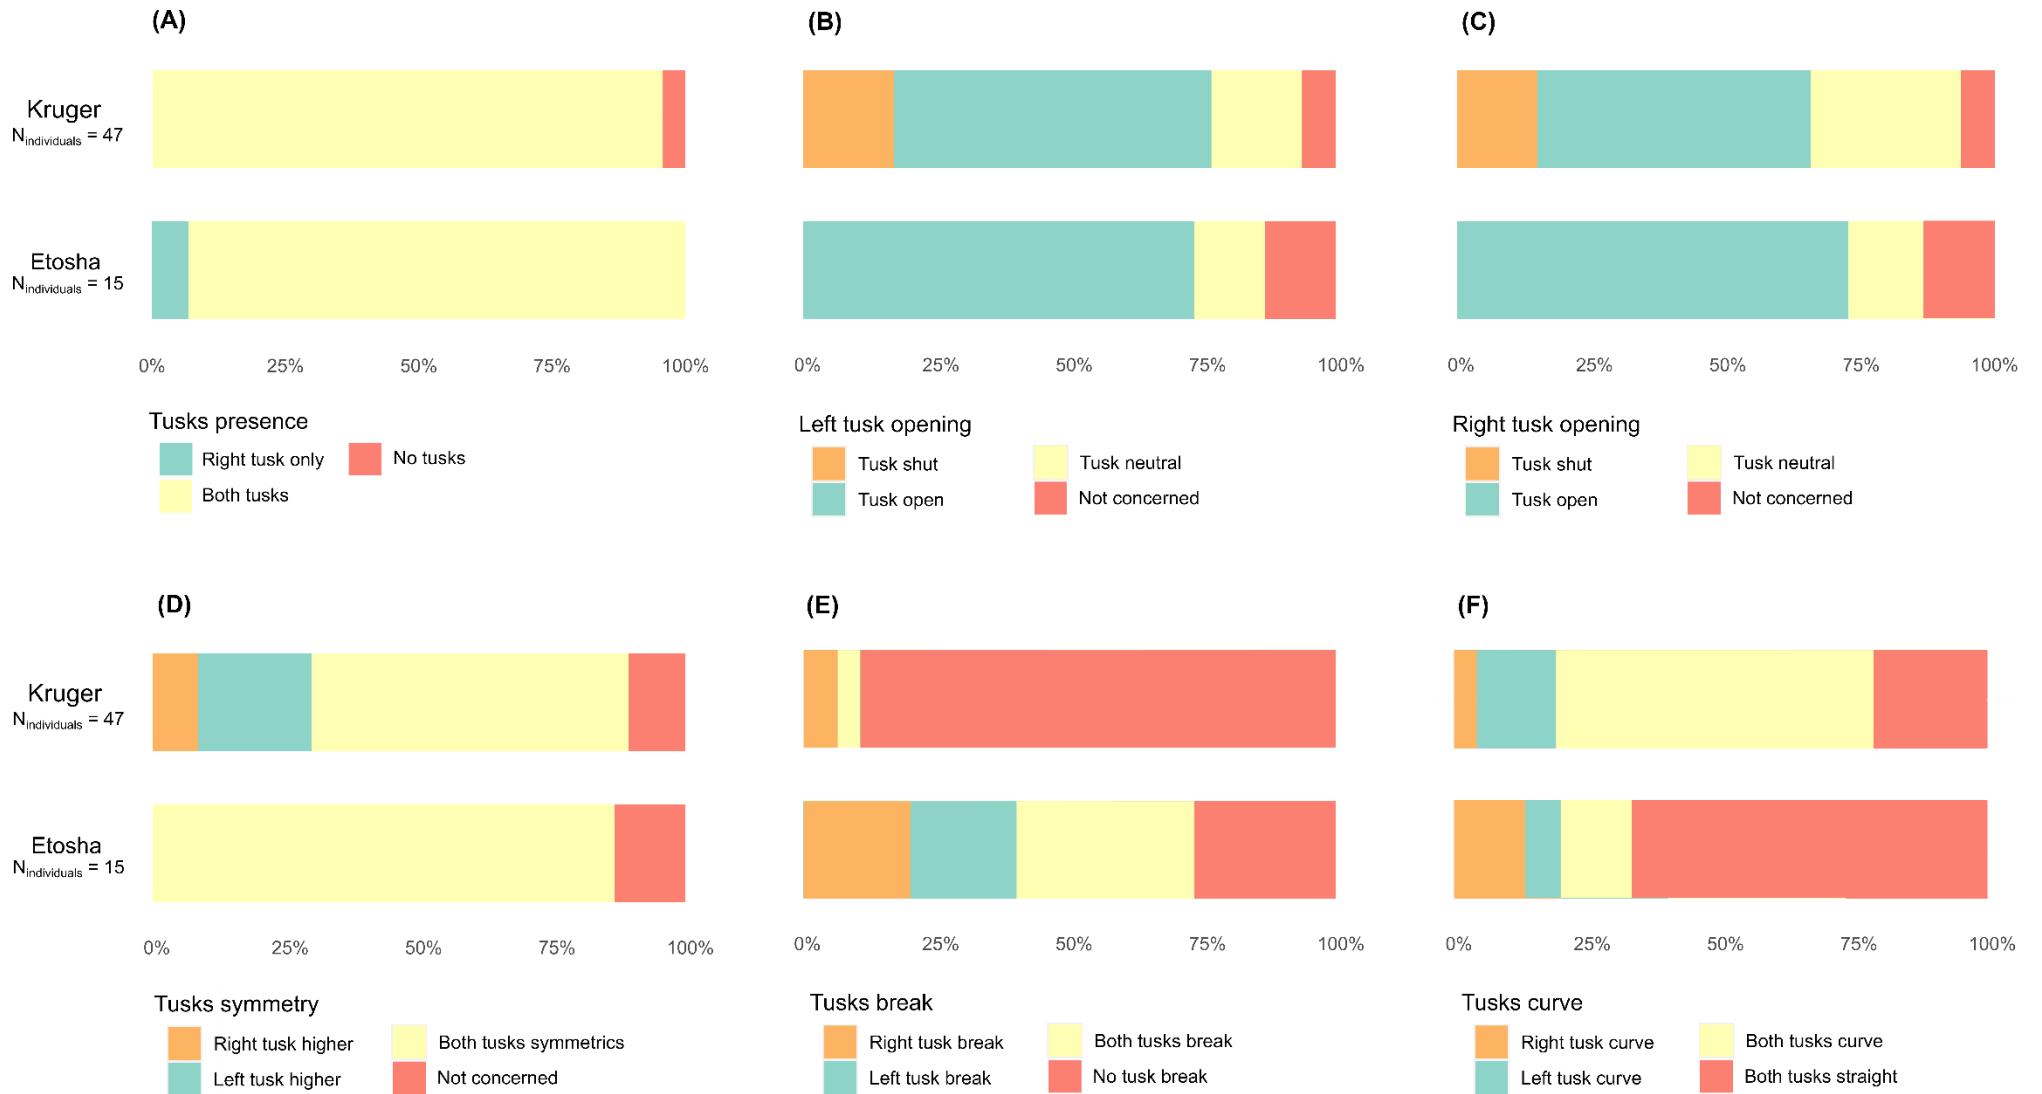 (A)
(B)
(C)
Kruger
Nindividuals = 47
Etosha
Nindividuals = 15
0% 25% 50% 75% 100%
0% 25% 50% 75% 100%
0% 25% 50% 75% 100%
Tusks presence
Right tusk only
No tusks
Both tusks
Left tusk opening
Tusk shut
Tusk neutral
Tusk open
Not concerned
Right tusk opening
Tusk shut
Tusk neutral
Tusk open
Not concerned
(D)
(E)
(F)
Kruger
Nindividuals = 47
Etosha
Nindividuals = 15
0% 25% 50% 75% 100%
0% 25% 50% 75% 100%
0% 25% 50% 75% 100%
Tusks symmetry
Right tusk higher
Both tusks symmetrics
Left tusk higher
Not concerned
Tusks break
Right tusk break
Both tusks break
Left tusk break
No tusk break
Tusks curve
Right tusk curve
Both tusks curve
Left tusk curve
Both tusks straight